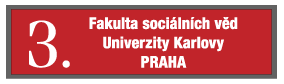 3.
Fakulta sociálních věd
Univerzity Karlovy
PRAHA